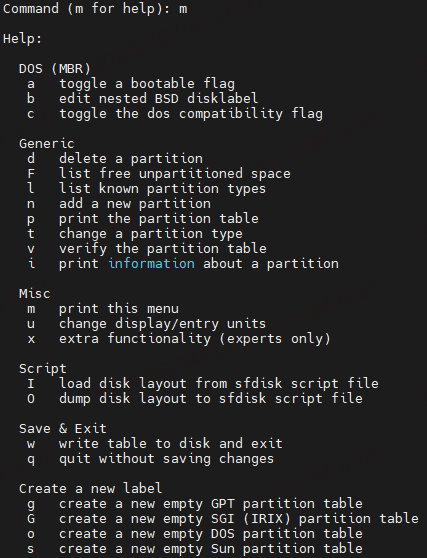 Command (m for help): m

Help:

  DOS (MBR)
   a   toggle a bootable flag
   b   edit nested BSD disklabel
   c   toggle the dos compatibility flag

  Generic
   d   delete a partition
   F   list free unpartitioned space
   l   list known partition types
   n   add a new partition
   p   print the partition table
   t   change a partition type
   v   verify the partition table
   i   print information about a partition

  Misc
   m   print this menu
   u   change display/entry units
   x   extra functionality (experts only)

  Script
   I   load disk layout from sfdisk script file
   O   dump disk layout to sfdisk script file

  Save & Exit
   w   write table to disk and exit
   q   quit without saving changes

  Create a new label
   g   create a new empty GPT partition table
   G   create a new empty SGI (IRIX) partition table
   o   create a new empty DOS partition table
   s   create a new empty Sun partition table